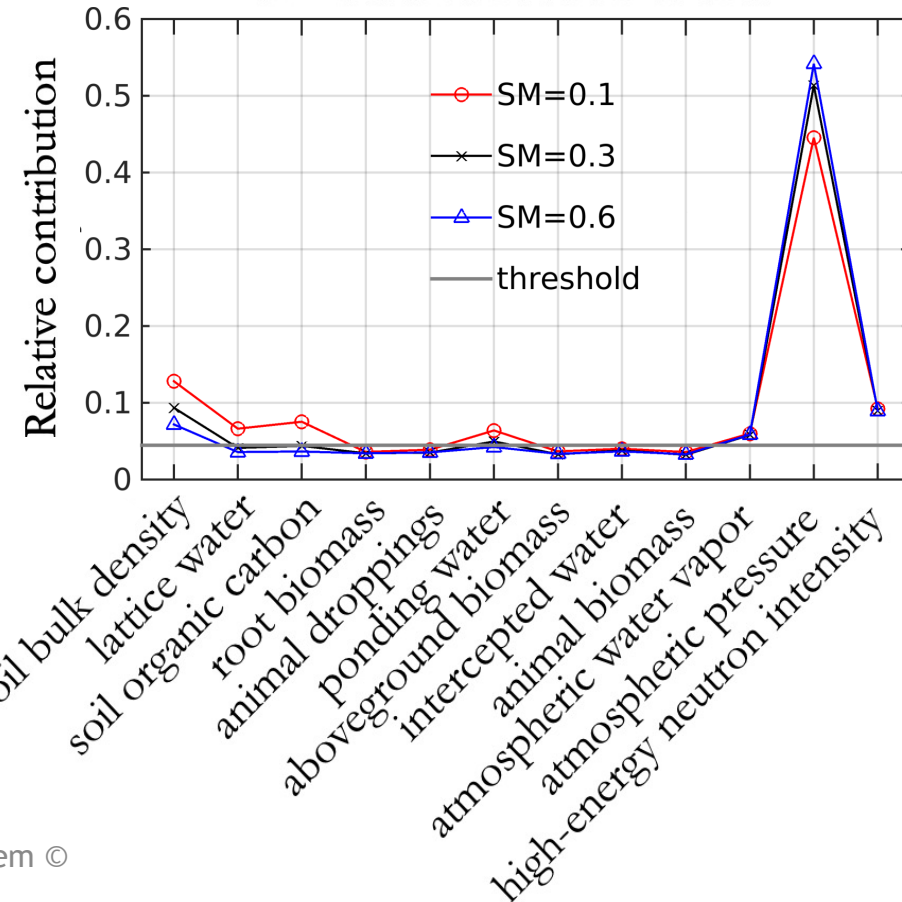 0.6
0.5
0.4
0.3
0.2
0.1
0
Relative contribution
SM=0.1
SM=0.3
SM=0.6
threshold
bulk density
lattice water
soil organic carbon
root biomass
animal droppings
ponding water
aboveground biomass
intercepted water
animal biomass
atmospheric water vapor
atmospheric pressure
high-energy neutron intensity
©